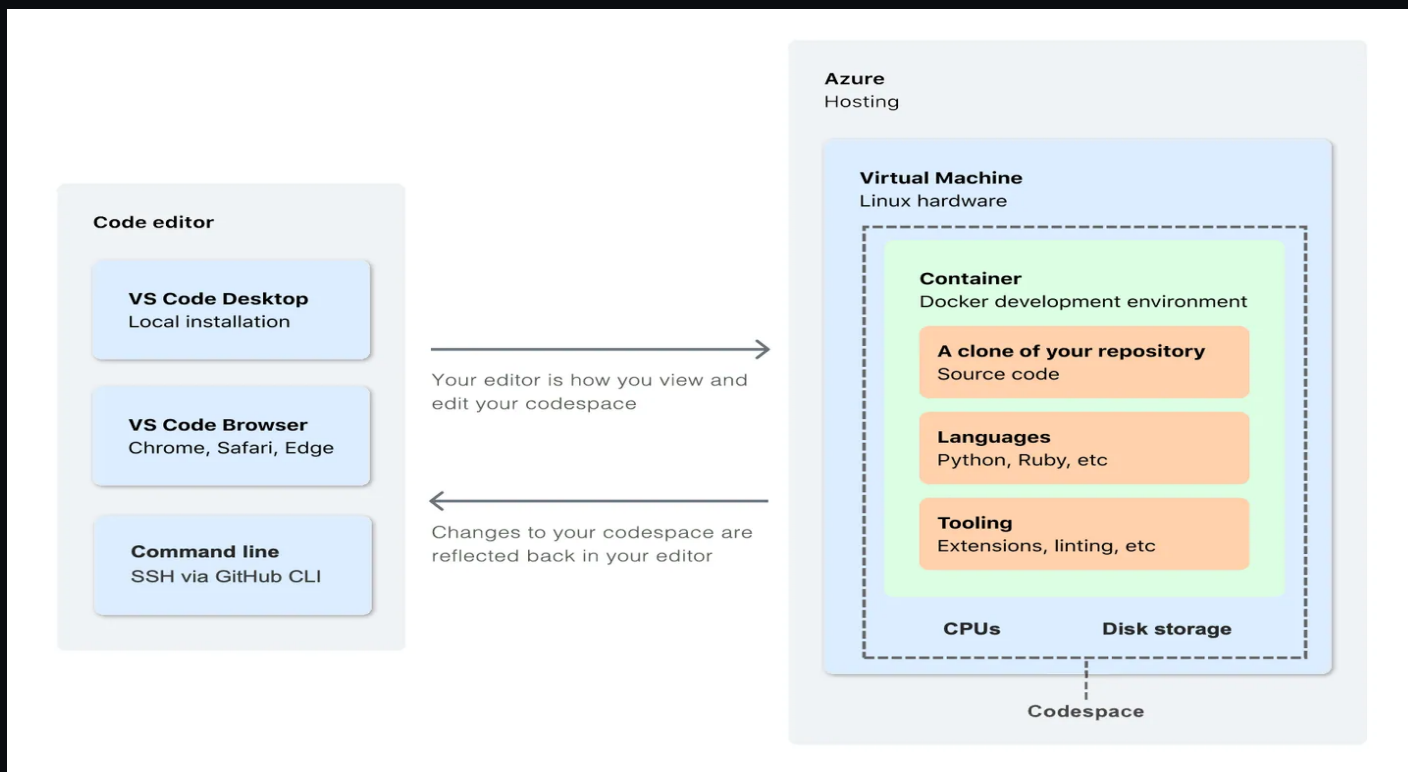 Code editor
VS Code Desktop
Local installation
VS Code Browser
Chrome, Safari, Edge
Command line
SSH via GitHub CLI
Your editor is how you view and
edit your codespace
Changes to your codespace are
reflected back in your editor
Azure
Hosting
Virtual Machine
Linux hardware
Container
Docker development environment
A clone of your repository
Source code
Languages
Python, Ruby, etc
Tooling
Extensions, linting, etc
CPUs
Disk storage
Codespace